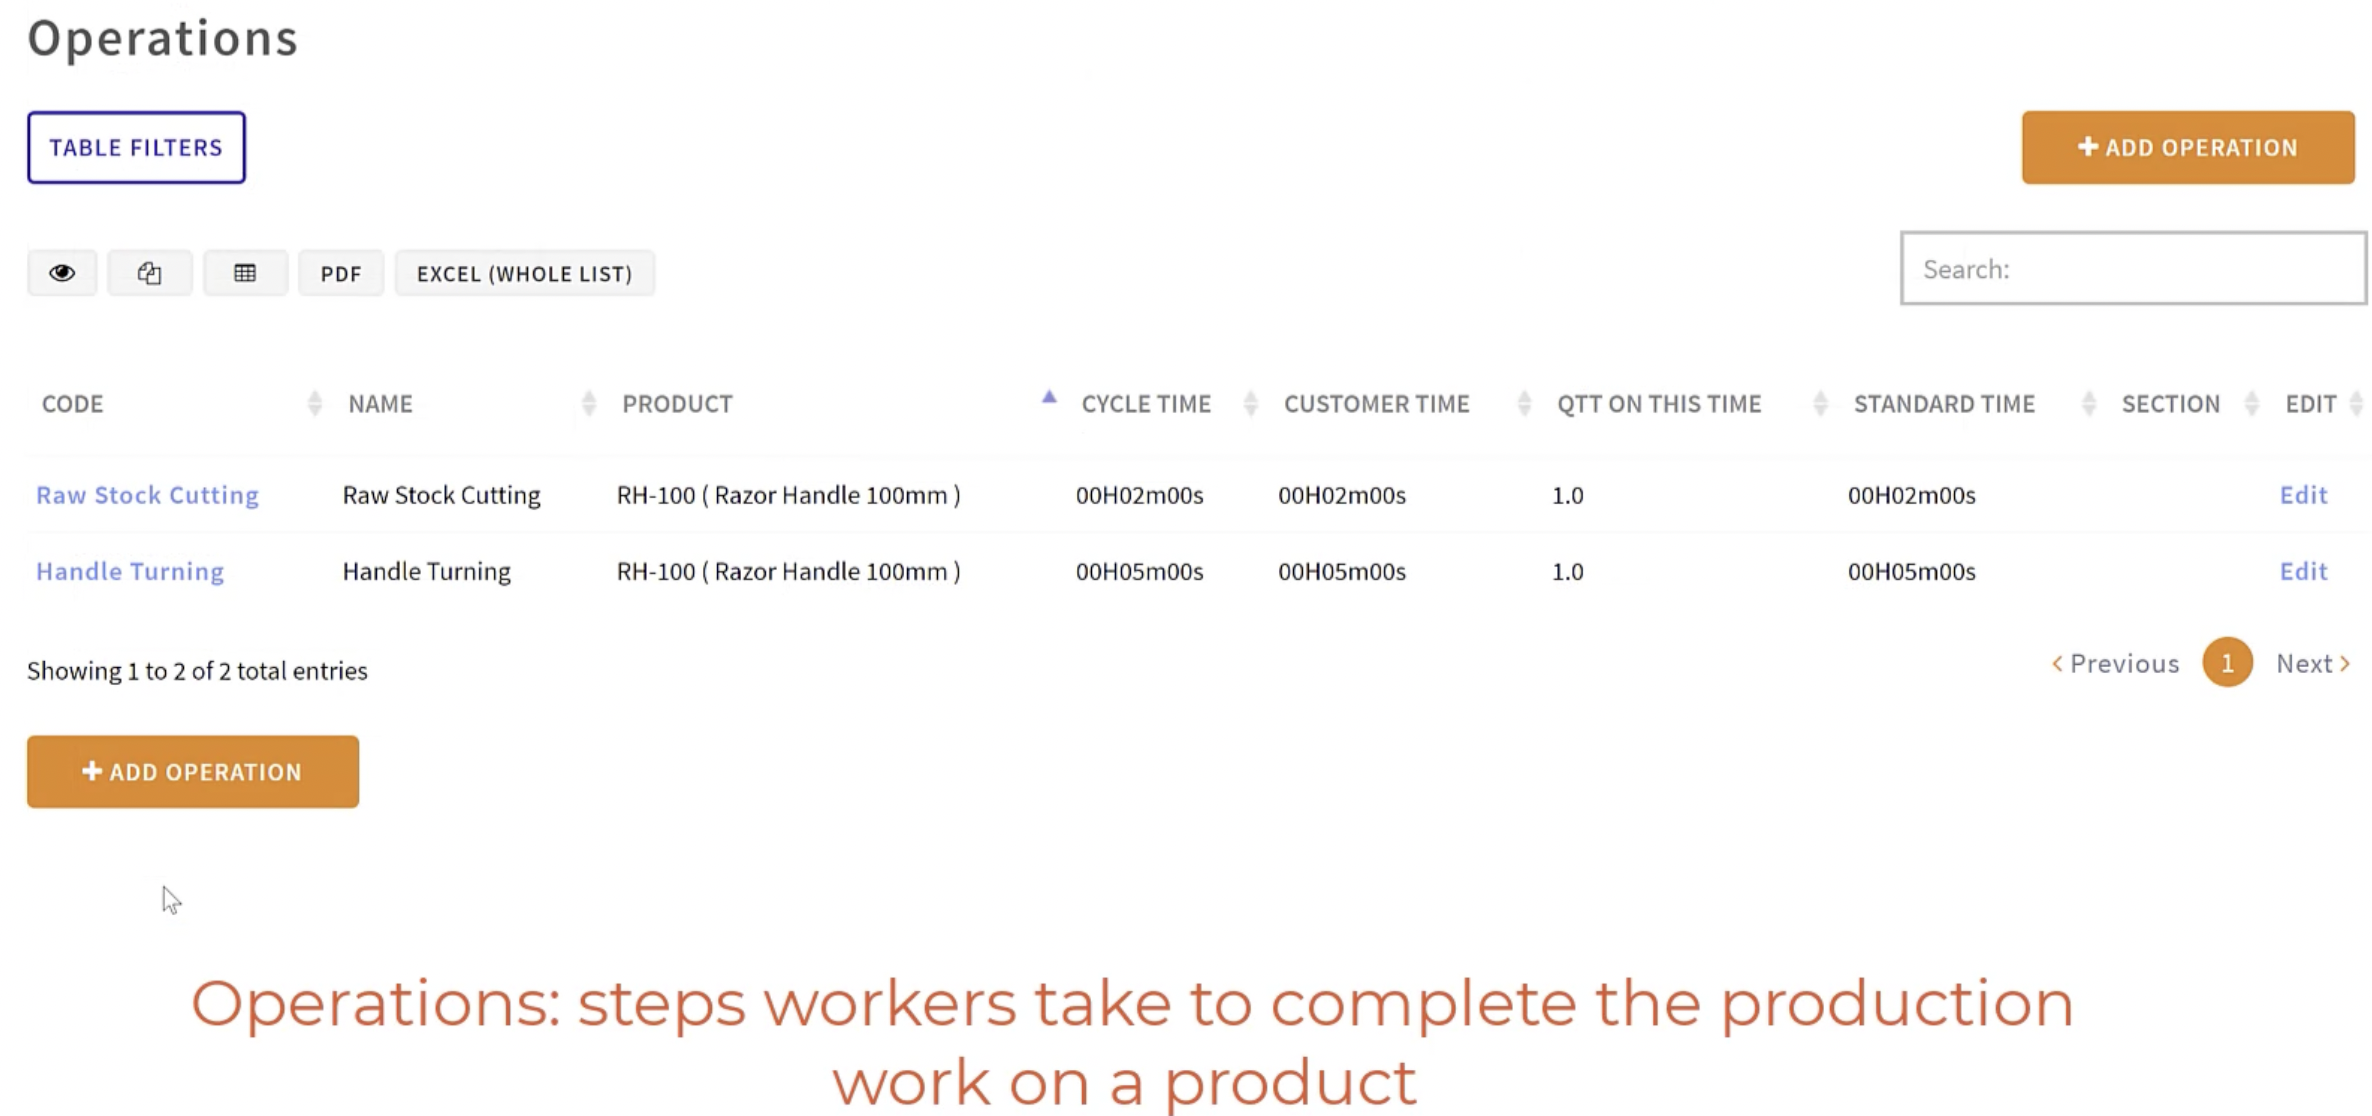 Operations
TABLE FILTERS
+ ADD OPERATION
PDF EXCEL (WHOLE LIST)
Search:
CODE NAME PRODUCT CYCLE TIME CUSTOMER TIME QTT ON THIS TIME STANDARD TIME SECTION EDIT
Raw Stock Cutting Raw Stock Cutting RH-100 ( Razor Handle 100mm ) 00H02m00s 00H02m00s 1.0 00H02m00s Edit
Handle Turning Handle Turning RH-100 ( Razor Handle 100mm ) 00H05m00s 00H05m00s 1.0 00H05m00s Edit
Showing 1 to 2 of 2 total entries
< Previous 1 Next >
+ ADD OPERATION
Operations: steps workers take to complete the production
work on a product